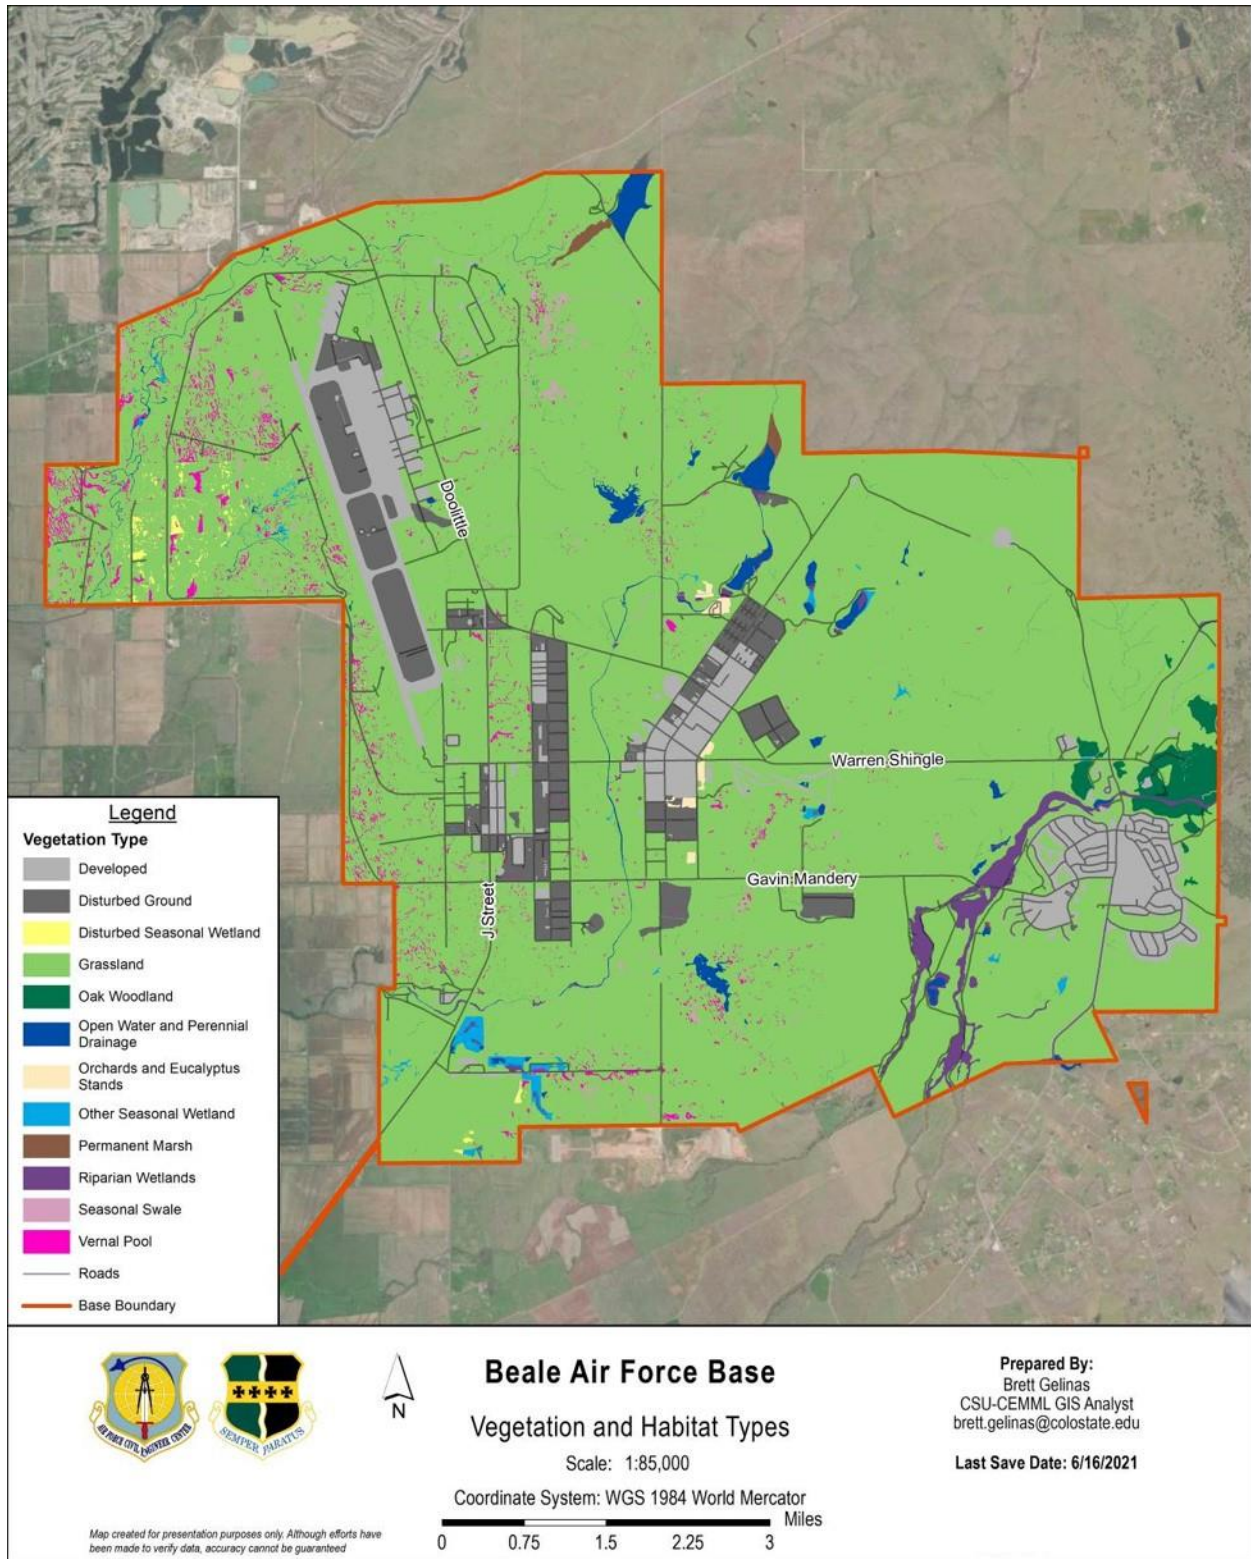 Doolittle
Warren Shingle
Gavin Mandery
J Street
Legend
Vegetation Type
Developed
Disturbed Ground
Disturbed Seasonal Wetland
Grassland
Oak Woodland
Open Water and Perennial
Drainage
Orchards and Eucalyptus
Stands
Other Seasonal Wetland
Permanent Marsh
Riparian Wetlands
Seasonal Swale
Vernal Pool
Roads
Base Boundary
AIR FORCE CIVIL ENGINEER CENTER
SEMPER PARATUS
N
Beale Air Force Base
Vegetation and Habitat Types
Scale: 1:85,000
Coordinate System: WGS 1984 World Mercator
Miles
0 0.75 1.5 2.25 3
Prepared By:
Brett Gelinas
CSU-CEMML GIS Analyst
brett.gelinas@colostate.edu
Last Save Date: 6/16/2021
Map created for presentation purposes only. Although efforts have
been made to verify data, accuracy cannot be guaranteed